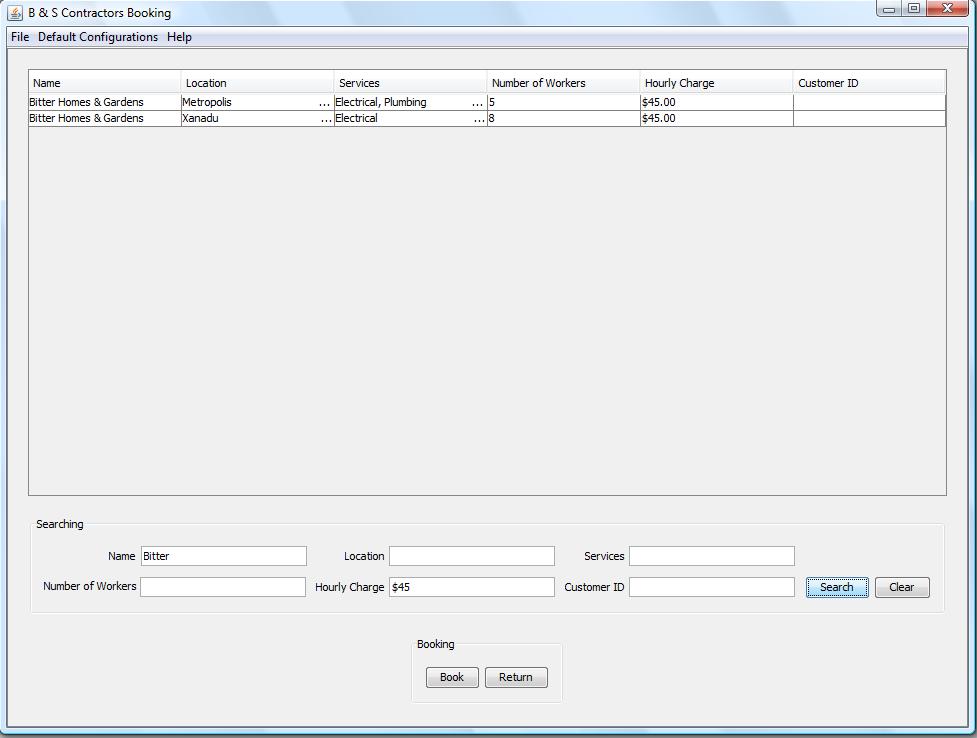 B & S Contractors Booking
File Default Configurations Help
Name Location Services Number of Workers Hourly Charge Customer ID
Bitter Homes & Gardens Metropolis ... Electrical, Plumbing ... 5 $45.00
Bitter Homes & Gardens Xanadu ... Electrical ... 8 $45.00
Searching
Name Bitter Location Services
Number of Workers Hourly Charge $45 Customer ID Search Clear
Booking
Book Return